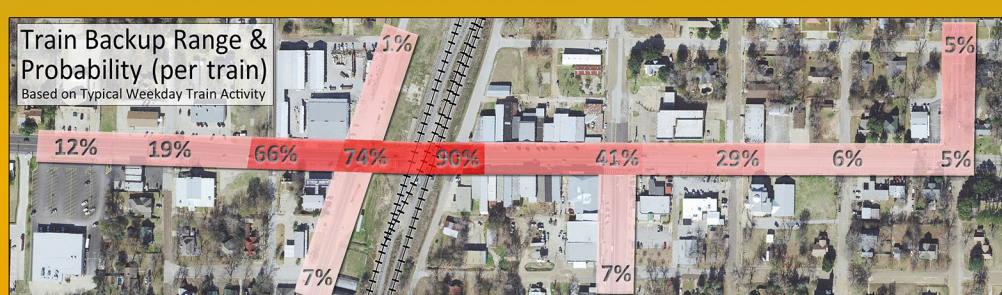 Train Backup Range &
Probability (per train)
Based on Typical Weekday Train Activity
1%
5%
12% 19% 66% 74% 90% 41% 29% 6% 5%
7% 7%